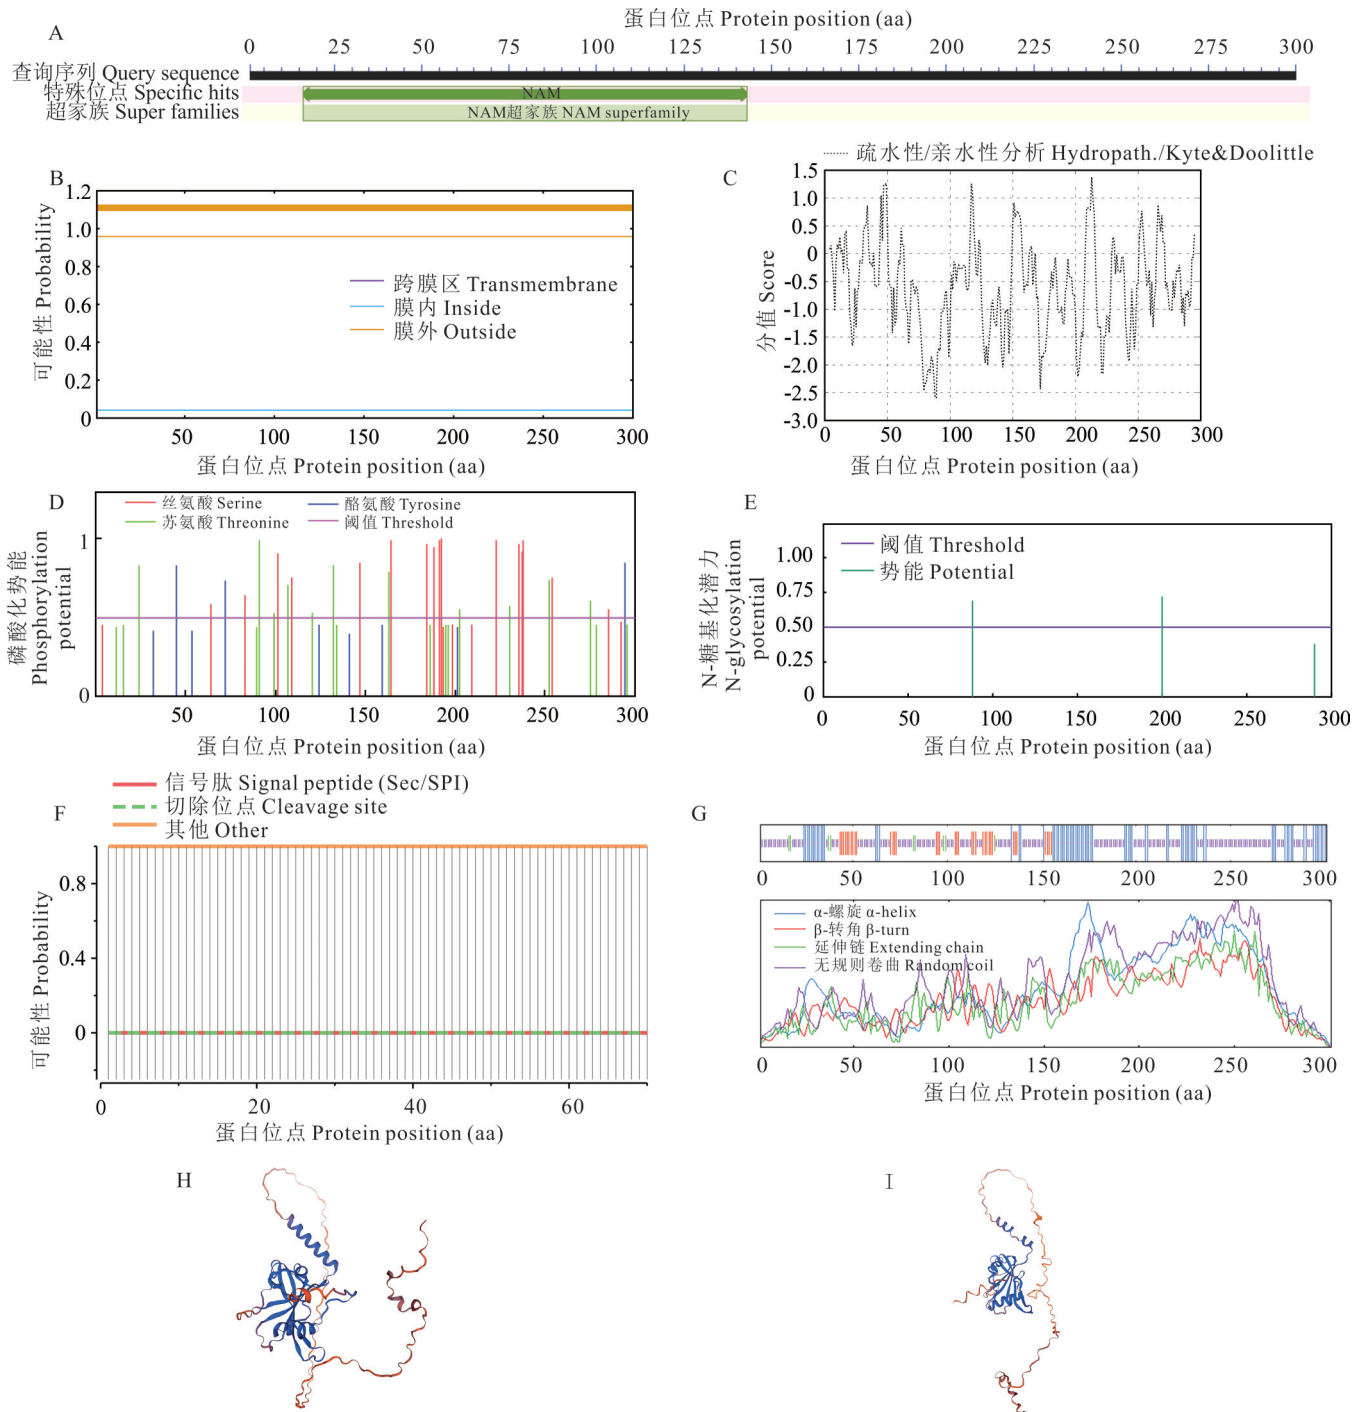 蛋白位点 Protein position (aa)
A
0 25 50 75 100 125 150 175 200 225 250 275 300
查询序列 Query sequence
特殊位点 Specific hits
NAM
超家族 Super families
NAM超家族 NAM superfamily
B
可能性 Probability
1.2
1.0
0.8
0.6
0.4
0.2
0
跨膜区 Transmembrane
膜内 Inside
膜外 Outside
50 100 150 200 250 300
蛋白位点 Protein position (aa)
C
疏水性/亲水性分析 Hydropath./Kyte&Doolittle
分值 Score
1.5
1.0
0.5
0
-0.5
-1.0
-1.5
-2.0
-2.5
-3.0
0 50 100 150 200 250 300
蛋白位点 Protein position (aa)
D
磷酸化势能
Phosphorylation
potential
丝氨酸 Serine
酪氨酸 Tyrosine
苏氨酸 Threonine
阈值 Threshold
1
0
50 100 150 200 250 300
蛋白位点 Protein position (aa)
E
N-糖基化潜力
N-glycosylation
potential
阈值 Threshold
势能 Potential
1.00
0.75
0.50
0.25
0
0 50 100 150 200 250 300
蛋白位点 Protein position (aa)
信号肽 Signal peptide (Sec/SPI)
切除位点 Cleavage site
其他 Other
F
可能性 Probability
0.8
0.4
0
0 20 40 60
蛋白位点 Protein position (aa)
G
0 50 100 150 200 250 300
α-螺旋 α-helix
β-转角 β-turn
延伸链 Extending chain
无规则卷曲 Random coil
0 50 100 150 200 250 300
蛋白位点 Protein position (aa)
H
I